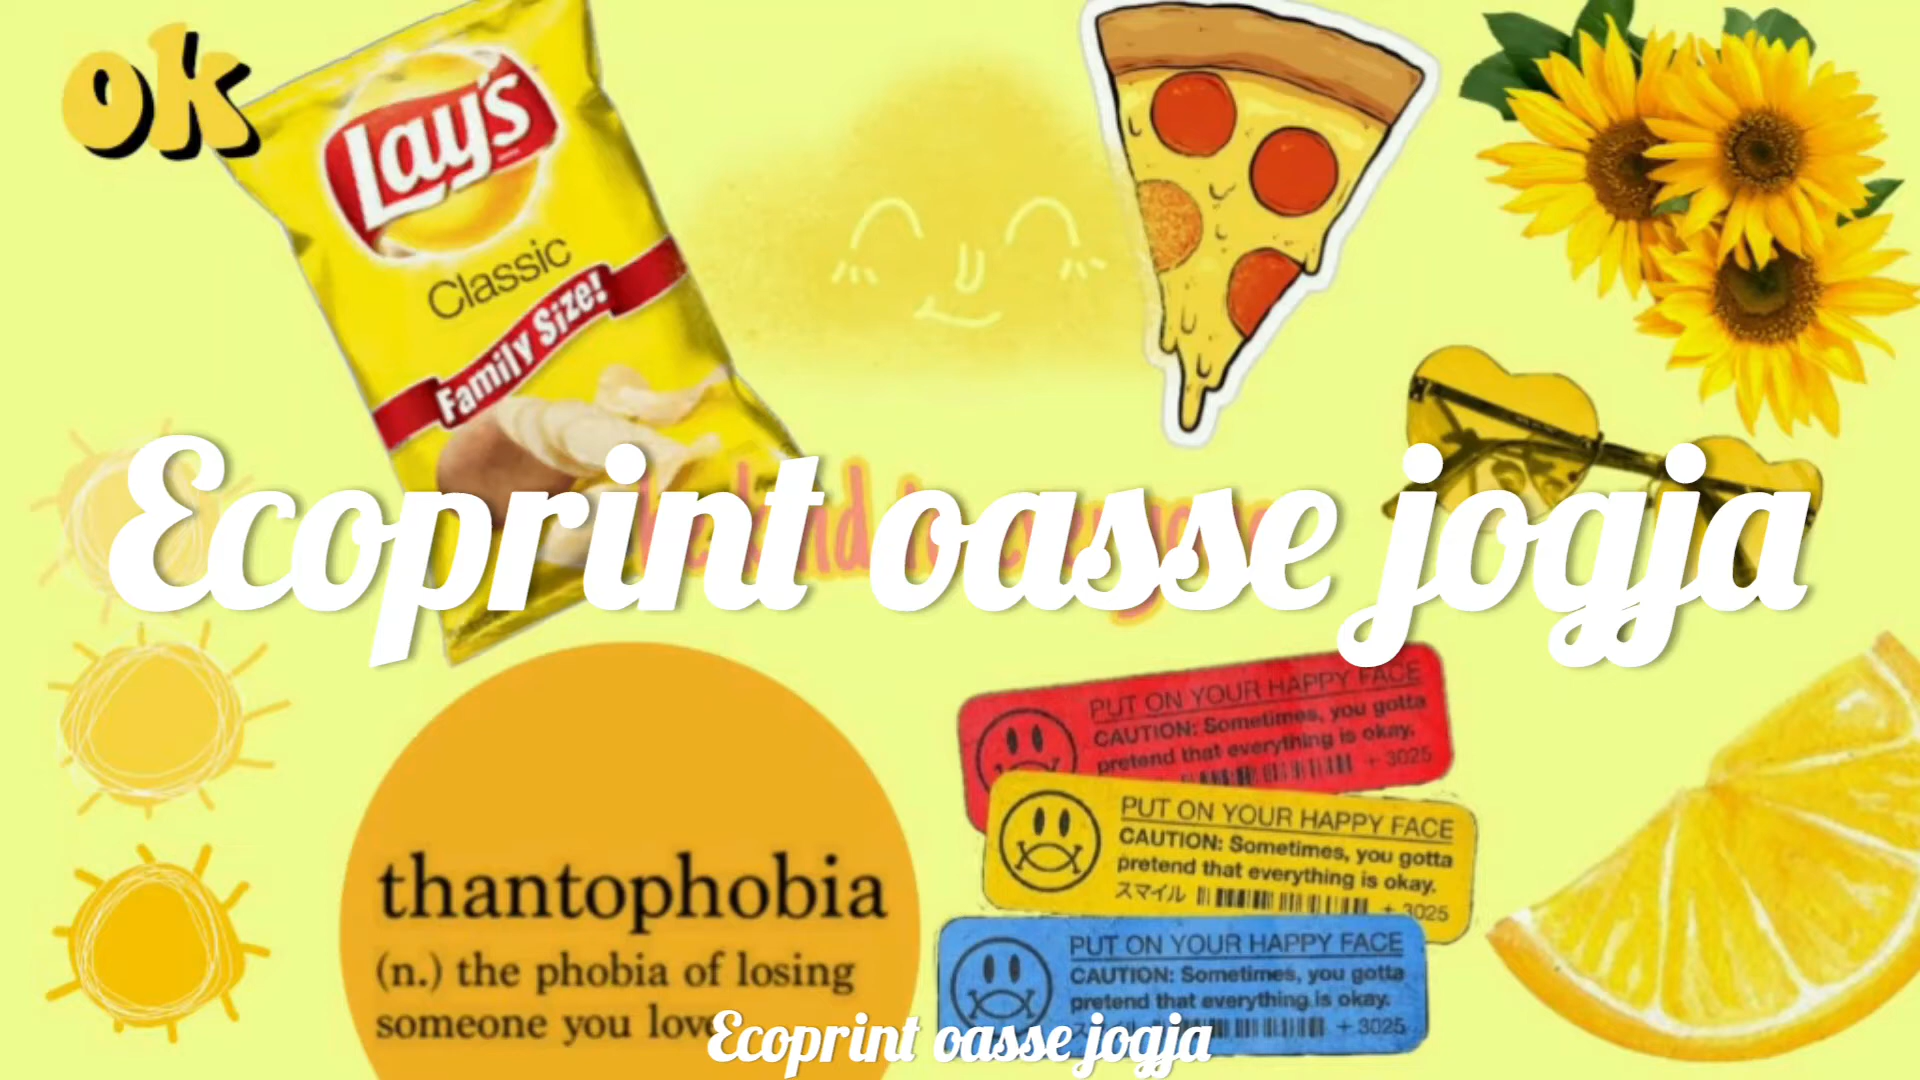 ok
Lay's
Classic
Family Size!
Ecoprint oasse jogja
PUT ON YOUR HAPPY FACE
CAUTION: Sometimes, you gotta
pretend that everything is okay.
+ 3025
PUT ON YOUR HAPPY FACE
CAUTION: Sometimes, you gotta
pretend that everything is okay.
スマイル + 3025
thantophobia
(n.) the phobia of losing
someone you love
PUT ON YOUR HAPPY FACE
CAUTION: Sometimes, you gotta
pretend that everything is okay.
+ 3025
Ecoprint oasse jogja